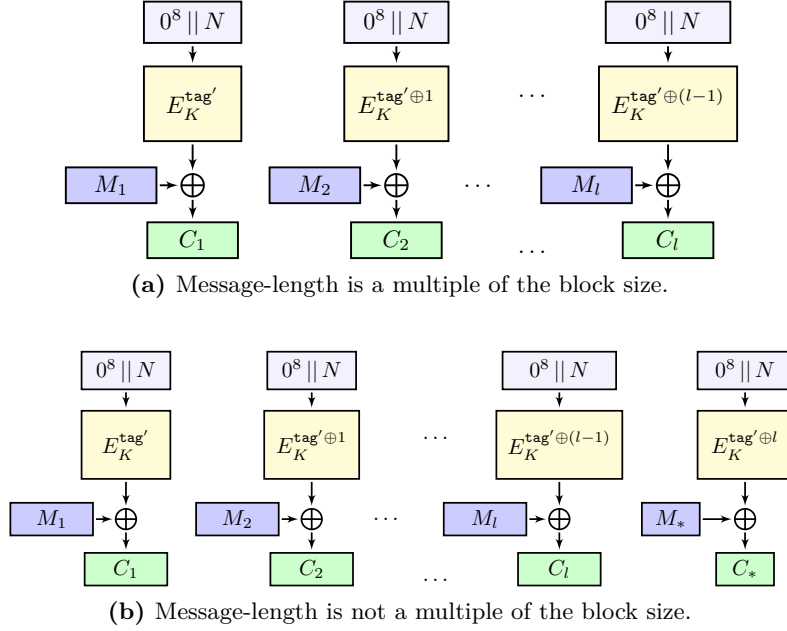 0^8 || N 0^8 || N 0^8 || N
E_K^{tag′} E_K^{tag′⊕1} ... E_K^{tag′⊕(l−1)}
M_1 ⊕ M_2 ⊕ ... M_l ⊕
C_1 C_2 ... C_l
(a) Message-length is a multiple of the block size.
0^8 || N 0^8 || N 0^8 || N 0^8 || N
E_K^{tag′} E_K^{tag′⊕1} ... E_K^{tag′⊕(l−1)} E_K^{tag′⊕l}
M_1 ⊕ M_2 ⊕ ... M_l ⊕ M_* ⊕
C_1 C_2 ... C_l C_*
(b) Message-length is not a multiple of the block size.